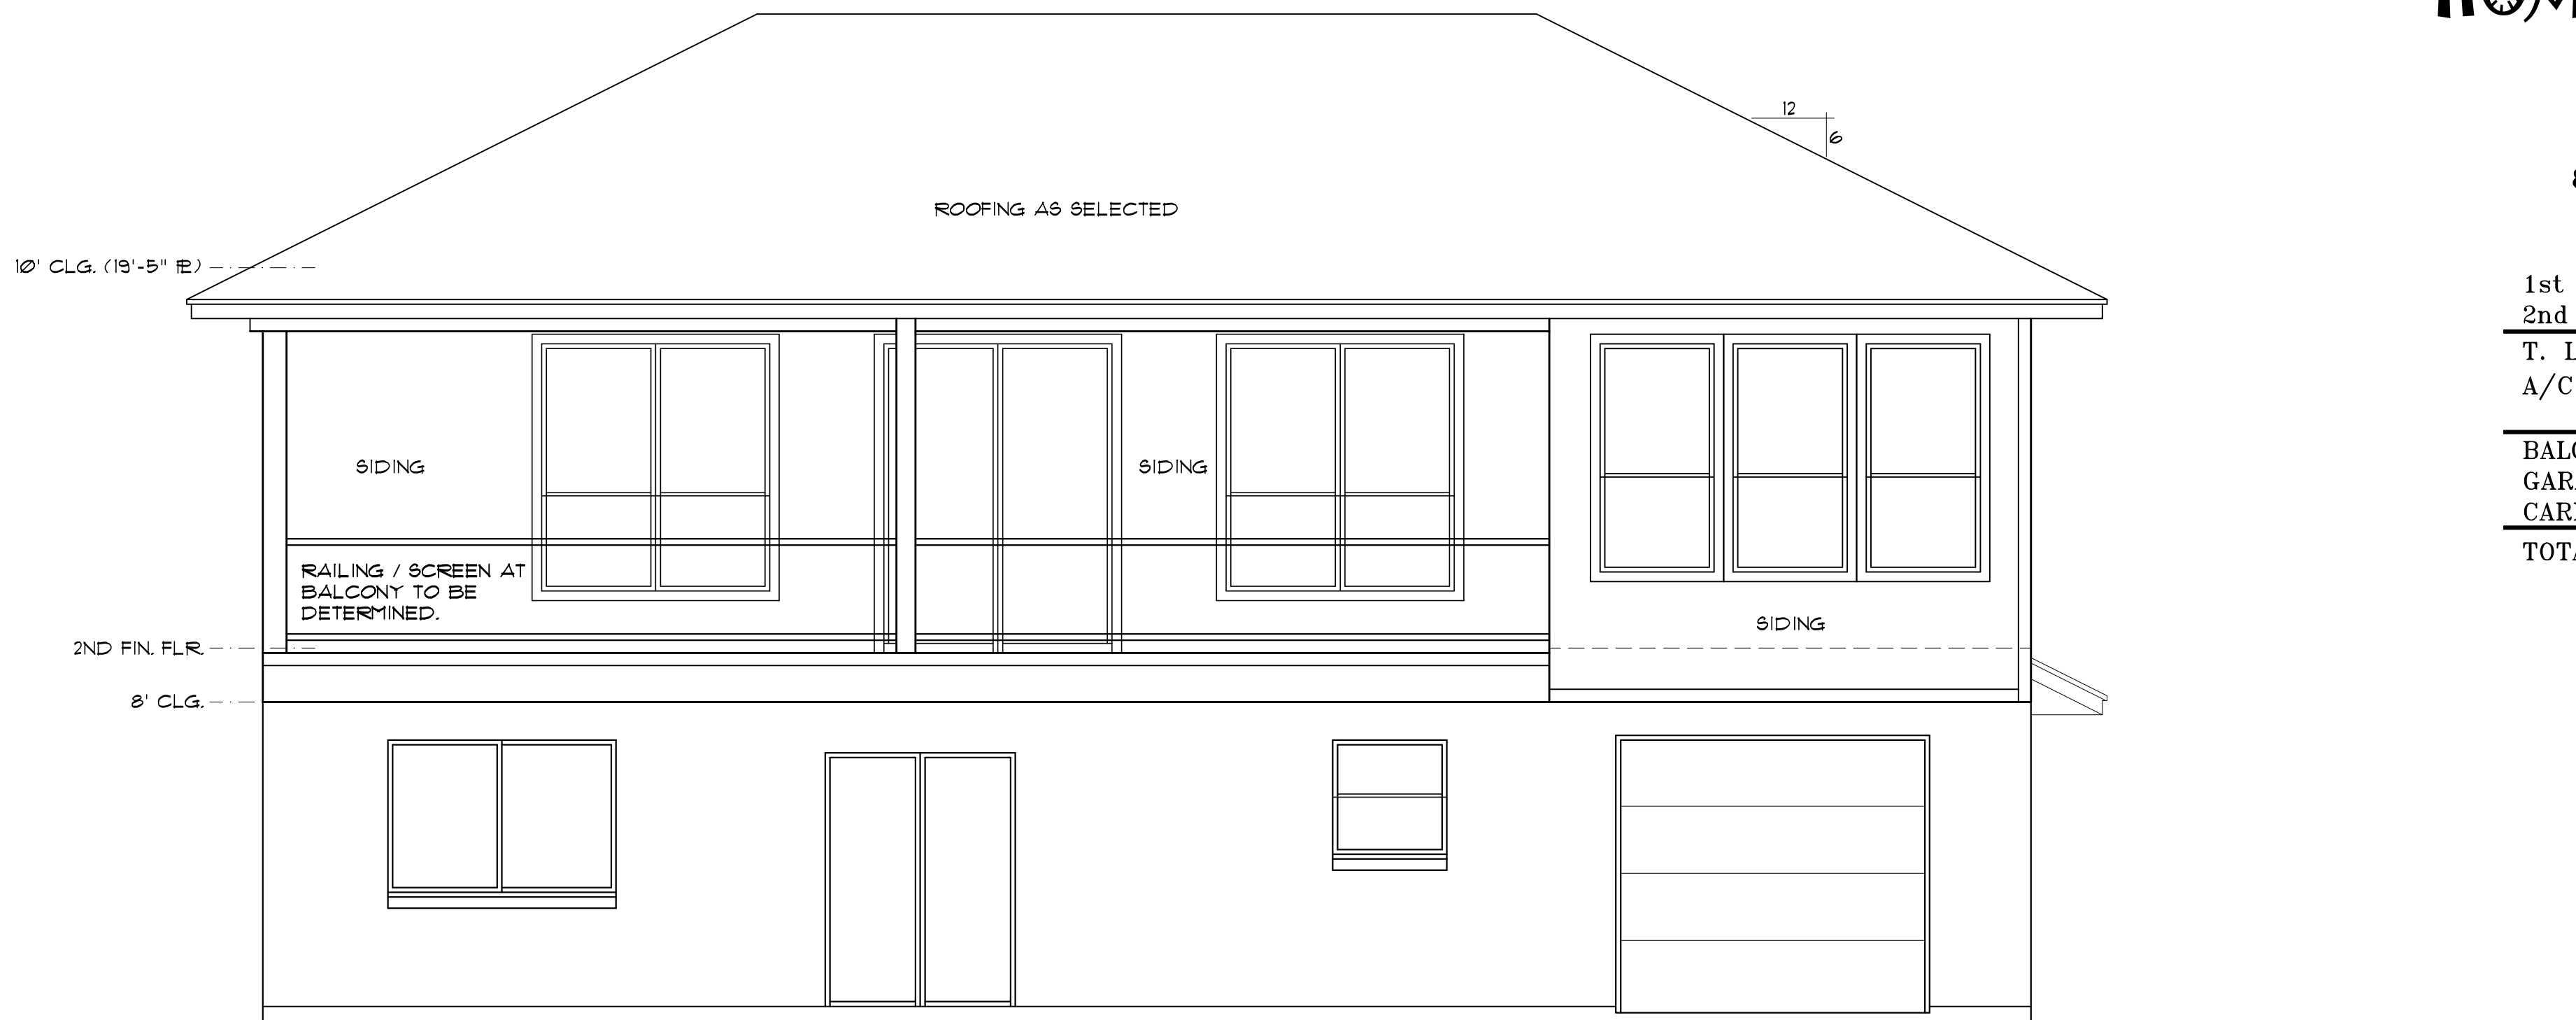 12
6
ROOFING AS SELECTED
10' CLG. (19'-5" PL)
1st
2nd
T.
A/C
SIDING
SIDING
RAILING / SCREEN AT
BALCONY TO BE
DETERMINED.
SIDING
2ND FIN. FLR.
8' CLG.